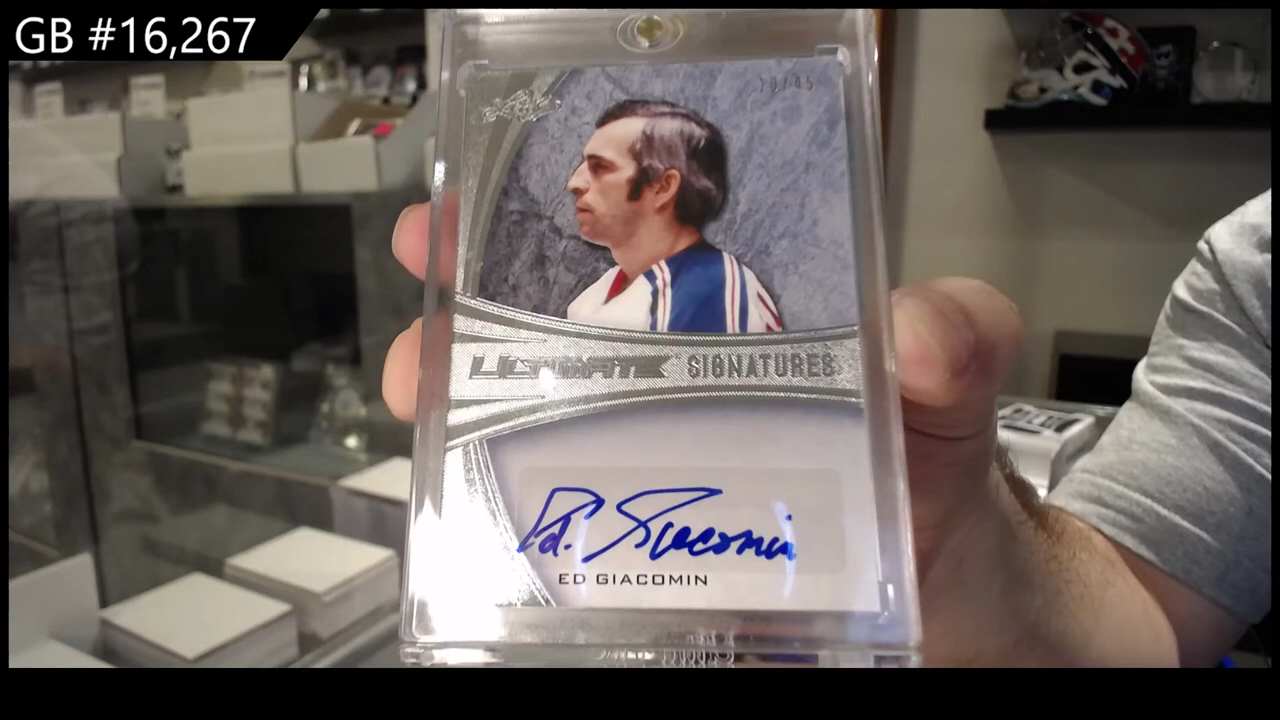 GB #16,267
ULTIMATE SIGNATURES
Ed. Giacomin
ED GIACOMIN